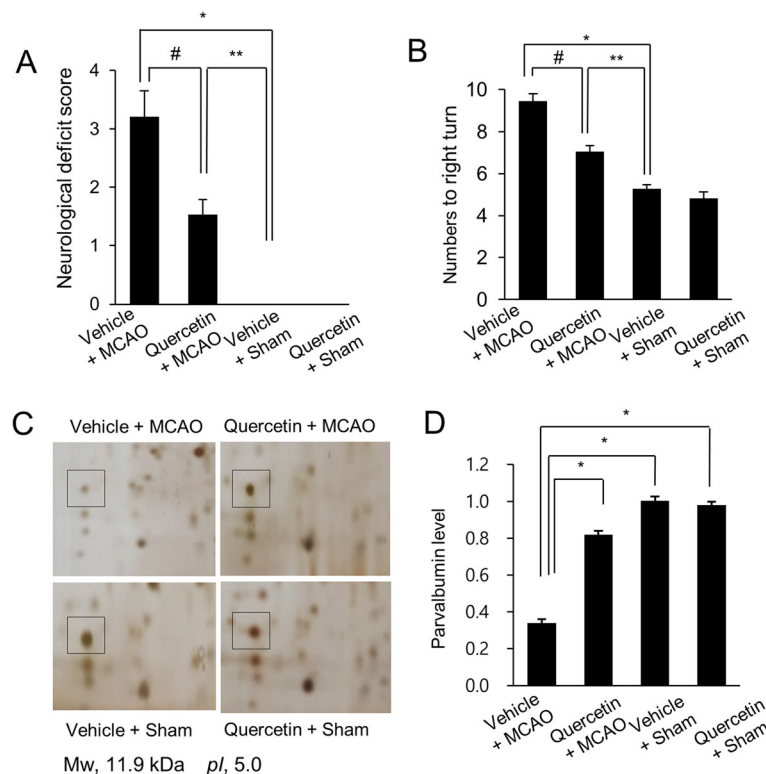 A
*
#
**
Neurological deficit score
4
3
2
1
0
Vehicle
+ MCAO
Quercetin
+ MCAO
Vehicle
+ Sham
Quercetin
+ Sham
B
*
#
**
Numbers to right turn
10
8
6
4
2
0
Vehicle
+ MCAO
Quercetin
+ MCAO
Vehicle
+ Sham
Quercetin
+ Sham
C
Vehicle + MCAO Quercetin + MCAO
Vehicle + Sham Quercetin + Sham
Mw, 11.9 kDa pI, 5.0
D
*
*
*
Parvalbumin level
1.2
1.0
0.8
0.6
0.4
0.2
0.0
Vehicle
+ MCAO
Quercetin
+ MCAO
Vehicle
+ Sham
Quercetin
+ Sham